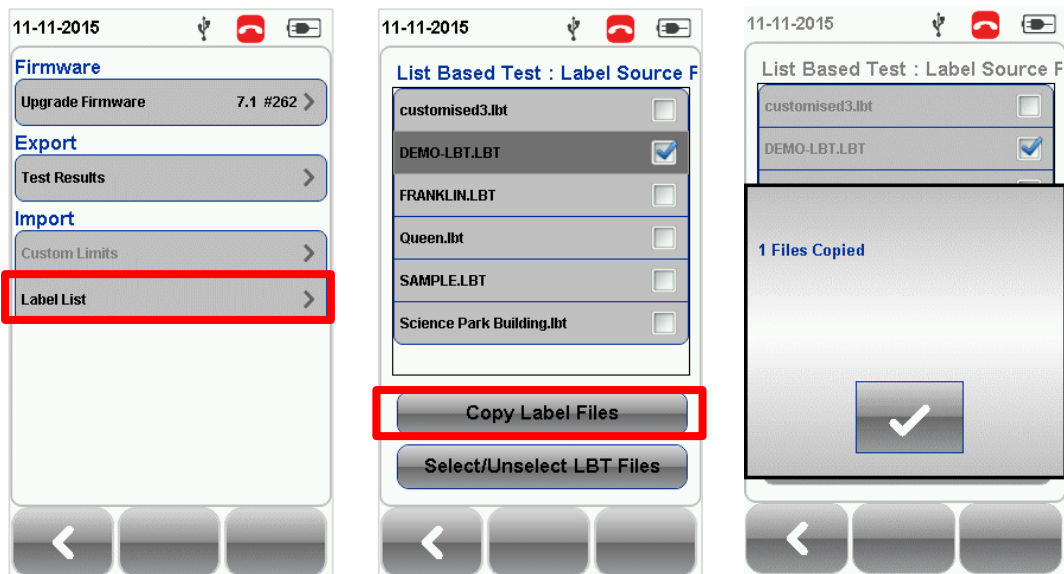 11-11-2015
Firmware
Upgrade Firmware 7.1 #262
Export
Test Results
Import
Custom Limits
Label List
11-11-2015
List Based Test : Label Source F
customised3.lbt
DEMO-LBT.LBT
FRANKLIN.LBT
Queen.lbt
SAMPLE.LBT
Science Park Building.lbt
Copy Label Files
Select/Unselect LBT Files
11-11-2015
List Based Test : Label Source F
customised3.lbt
DEMO-LBT.LBT
1 Files Copied